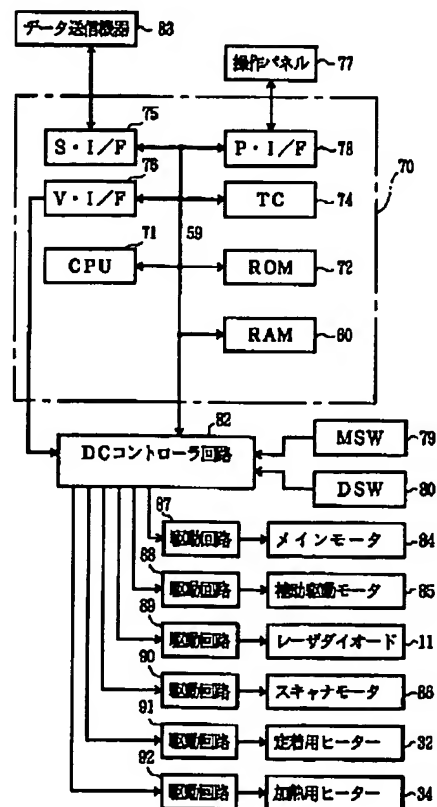 データ送信機器 83
操作パネル 77
75
S・I/F
P・I/F 78
70
76
V・I/F
TC 74
71
59
CPU
ROM 72
RAM 60
82
DCコントローラ回路
MSW 79
DSW 80
87
駆動回路
メインモータ 84
88
駆動回路
補助駆動モータ 85
89
駆動回路
レーザダイオード 11
90
駆動回路
スキャナモータ 86
91
駆動回路
定着用ヒーター 32
92
駆動回路
加熱用ヒーター 34